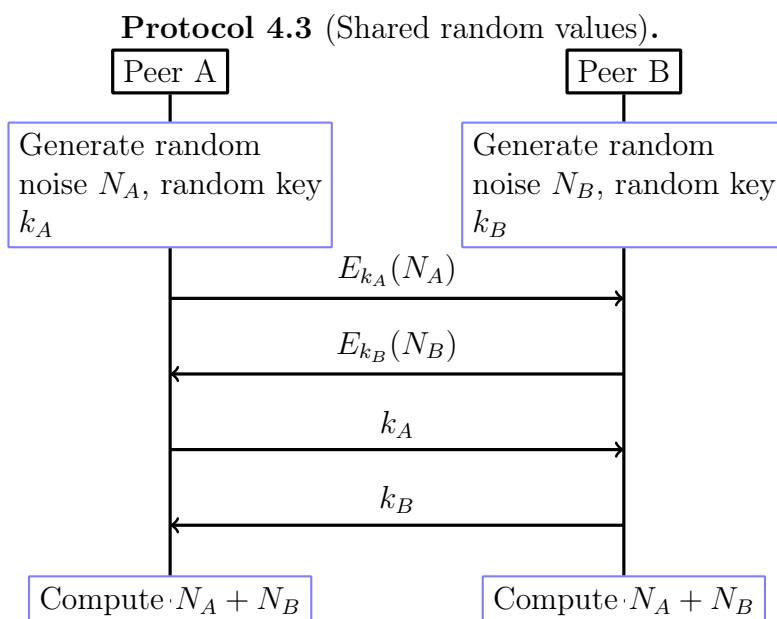 Protocol 4.3 (Shared random values).
Peer A
Peer B
Generate random
noise N_A, random key
k_A
Generate random
noise N_B, random key
k_B
E_{k_A}(N_A)
E_{k_B}(N_B)
k_A
k_B
Compute N_A + N_B
Compute N_A + N_B